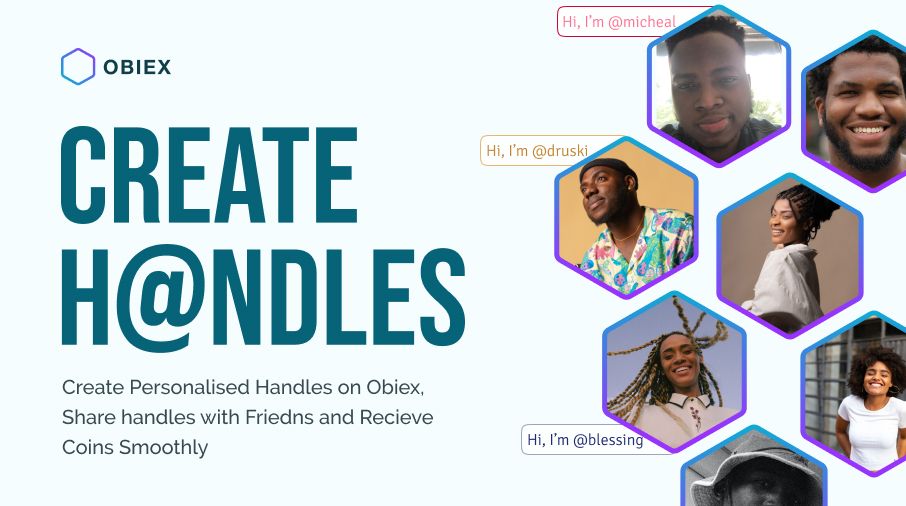 OBIEX
CREATE
H@NDLES
Create Personalised Handles on Obiex,
Share handles with Friedns and Recieve
Coins Smoothly
Hi, I'm @micheal
Hi, I'm @druski
Hi, I'm @blessing